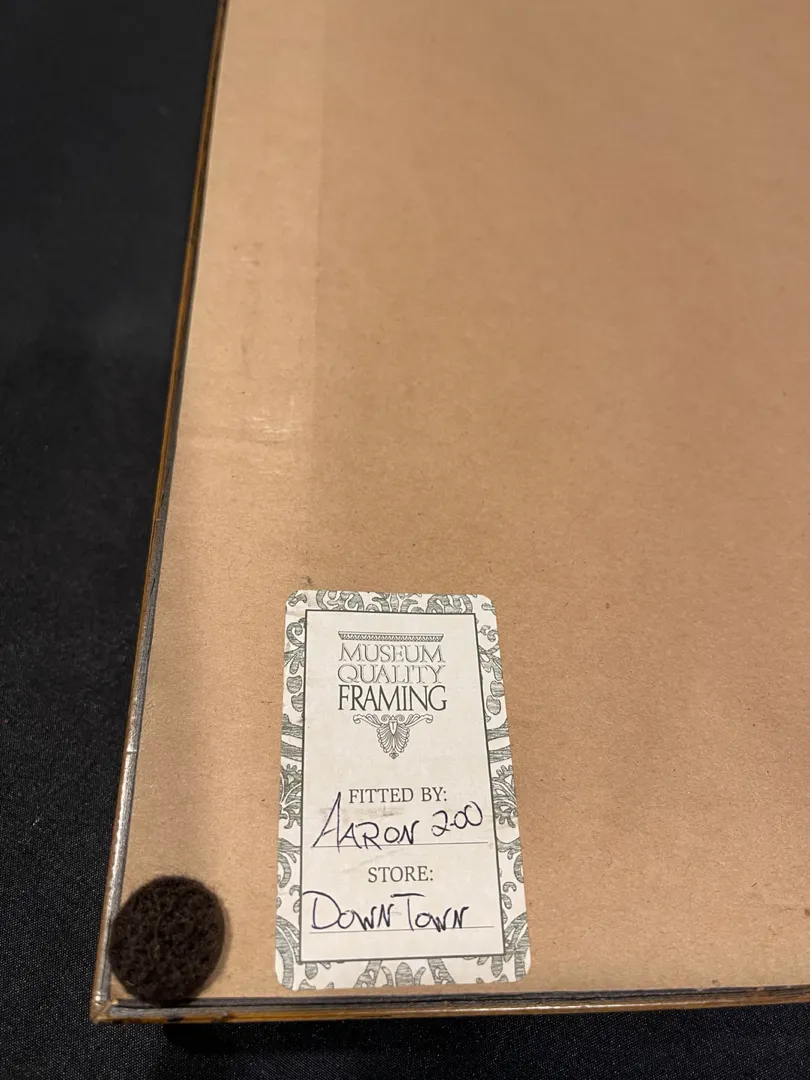 MUSEUM
QUALITY
FRAMING
FITTED BY:
AARON 2-00
STORE:
DOWNTOWN